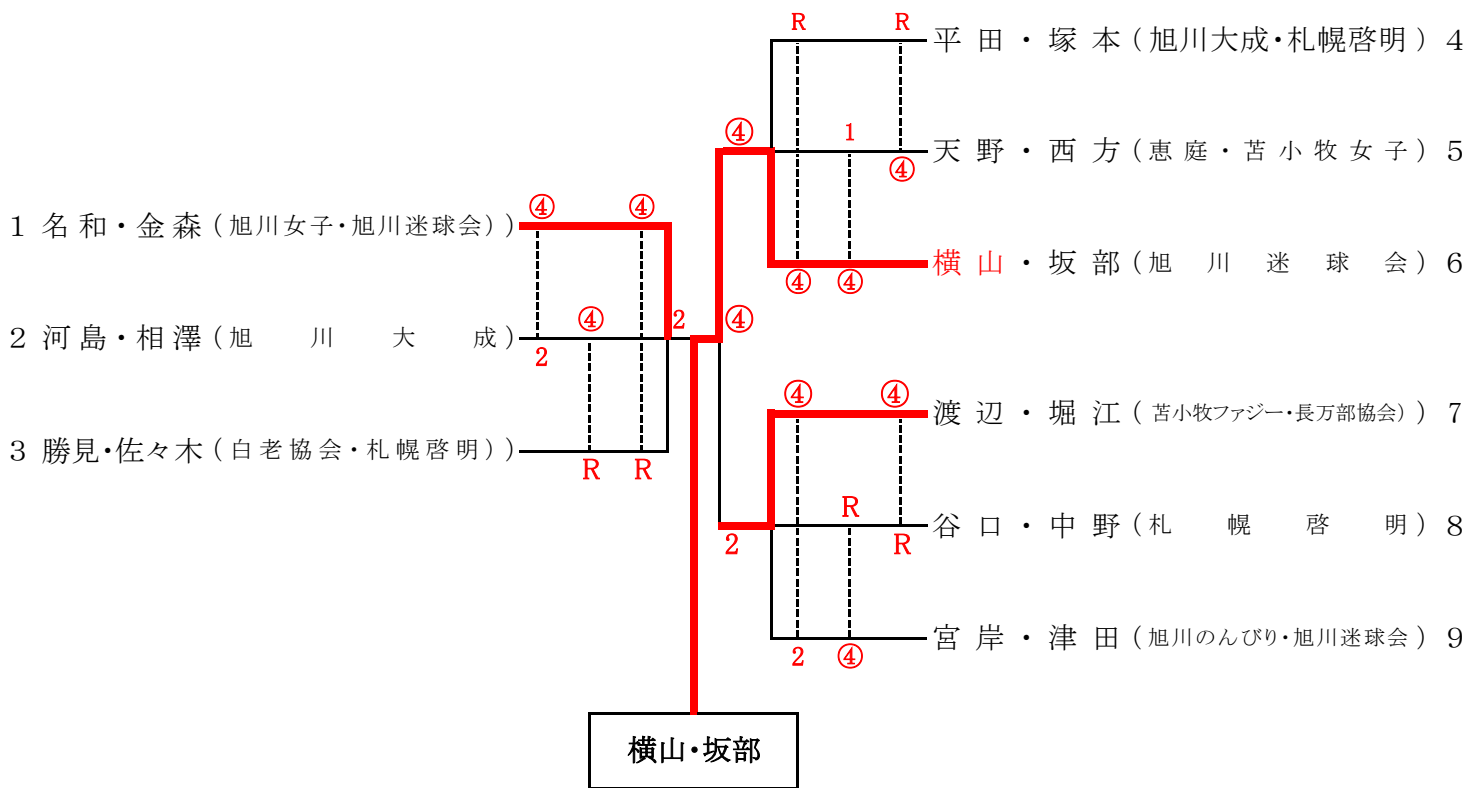 R R
平田・塚本(旭川大成・札幌啓明) 4
④ 1
天野・西方(恵庭・苫小牧女子) 5
④
④ ④
1 名和・金森(旭川女子・旭川迷球会))
横山・坂部(旭川迷球会) 6
④ ④
④ 2 ④
2 河島・相澤(旭川大成)
2
④ ④
渡辺・堀江(苫小牧ファジー・長万部協会)) 7
3 勝見・佐々木(白老協会・札幌啓明))
R R
R
谷口・中野(札幌啓明) 8
2 R
宮岸・津田(旭川のんびり・旭川迷球会) 9
2 ④
横山・坂部